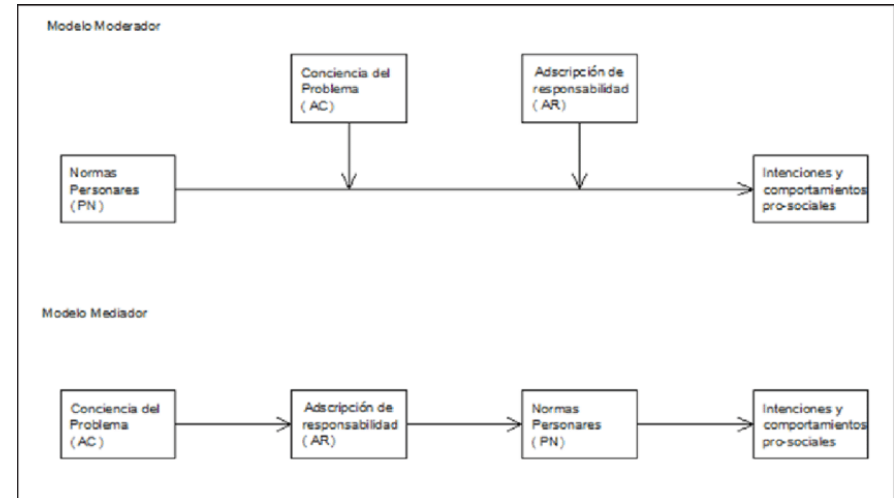 Modelo Moderador
Conciencia del
Problema
( AC)
Adscripción de
responsabilidad
( AR)
Normas
Personares
( PN)
Intenciones y
comportamientos
pro-sociales
Modelo Mediador
Conciencia del
Problema
( AC)
Adscripción de
responsabilidad
( AR)
Normas
Personares
( PN)
Intenciones y
comportamientos
pro-sociales